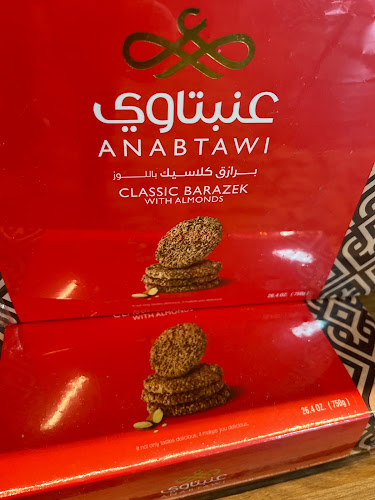 عنبتاوي
ANABTAWI
برازق كلاسيك باللوز
CLASSIC BARAZEK
WITH ALMONDS
26.4 OZ. (750g)
WITH ALMONDS
26.4 OZ. (750g)
It not only tastes delicious, it makes you delicious.
عنبتاوي